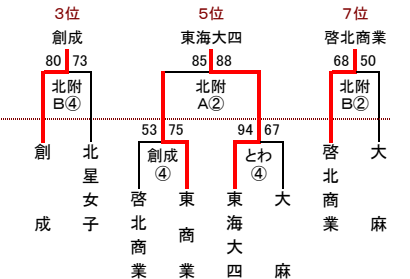 3位 5位 7位
創成 東海大四 啓北商業
80 73 85 88 68 50
北附 北附 北附
B④ A② B②
53 75 94 67
創成 とわ
④ ④
創成
北星女子
啓北商業
東商業
東海大四
大麻
啓北商業
大麻